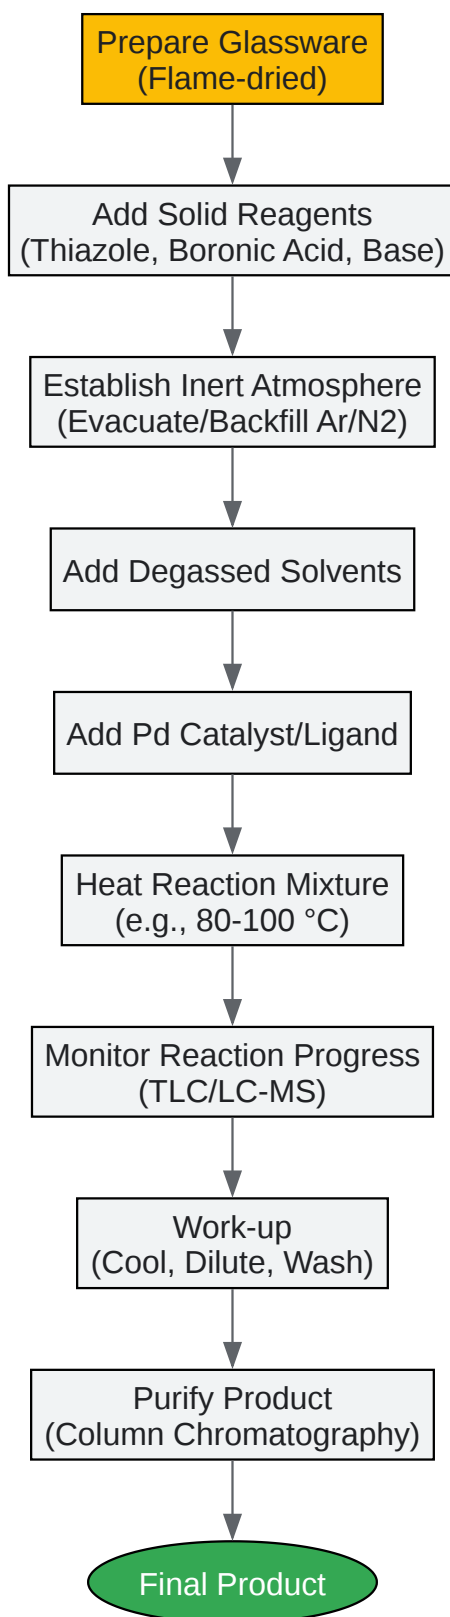 Prepare Glassware
(Flame-dried)
Add Solid Reagents
(Thiazole, Boronic Acid, Base)
Establish Inert Atmosphere
(Evacuate/Backfill Ar/N2)
Add Degassed Solvents
Add Pd Catalyst/Ligand
Heat Reaction Mixture
(e.g., 80-100 °C)
Monitor Reaction Progress
(TLC/LC-MS)
Work-up
(Cool, Dilute, Wash)
Purify Product
(Column Chromatography)
Final Product